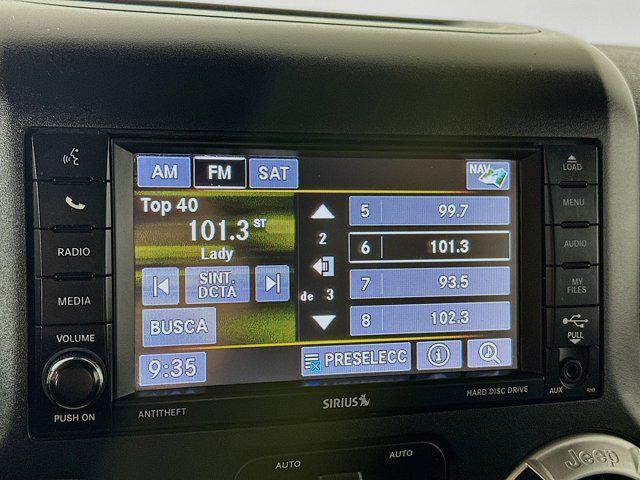 AM FM SAT NAV
Top 40
101.3 ST
Lady
SINT.
DCTA
BUSCA
9:35
2
de 3
5 99.7
6 101.3
7 93.5
8 102.3
PRESELECC
i
RADIO
MEDIA
VOLUME
PUSH ON
LOAD
MENU
AUDIO
MY
FILES
PULL
AUX
ANTITHEFT
SIRIUS
HARD DISC DRIVE
AUTO
AUTO
Jeep